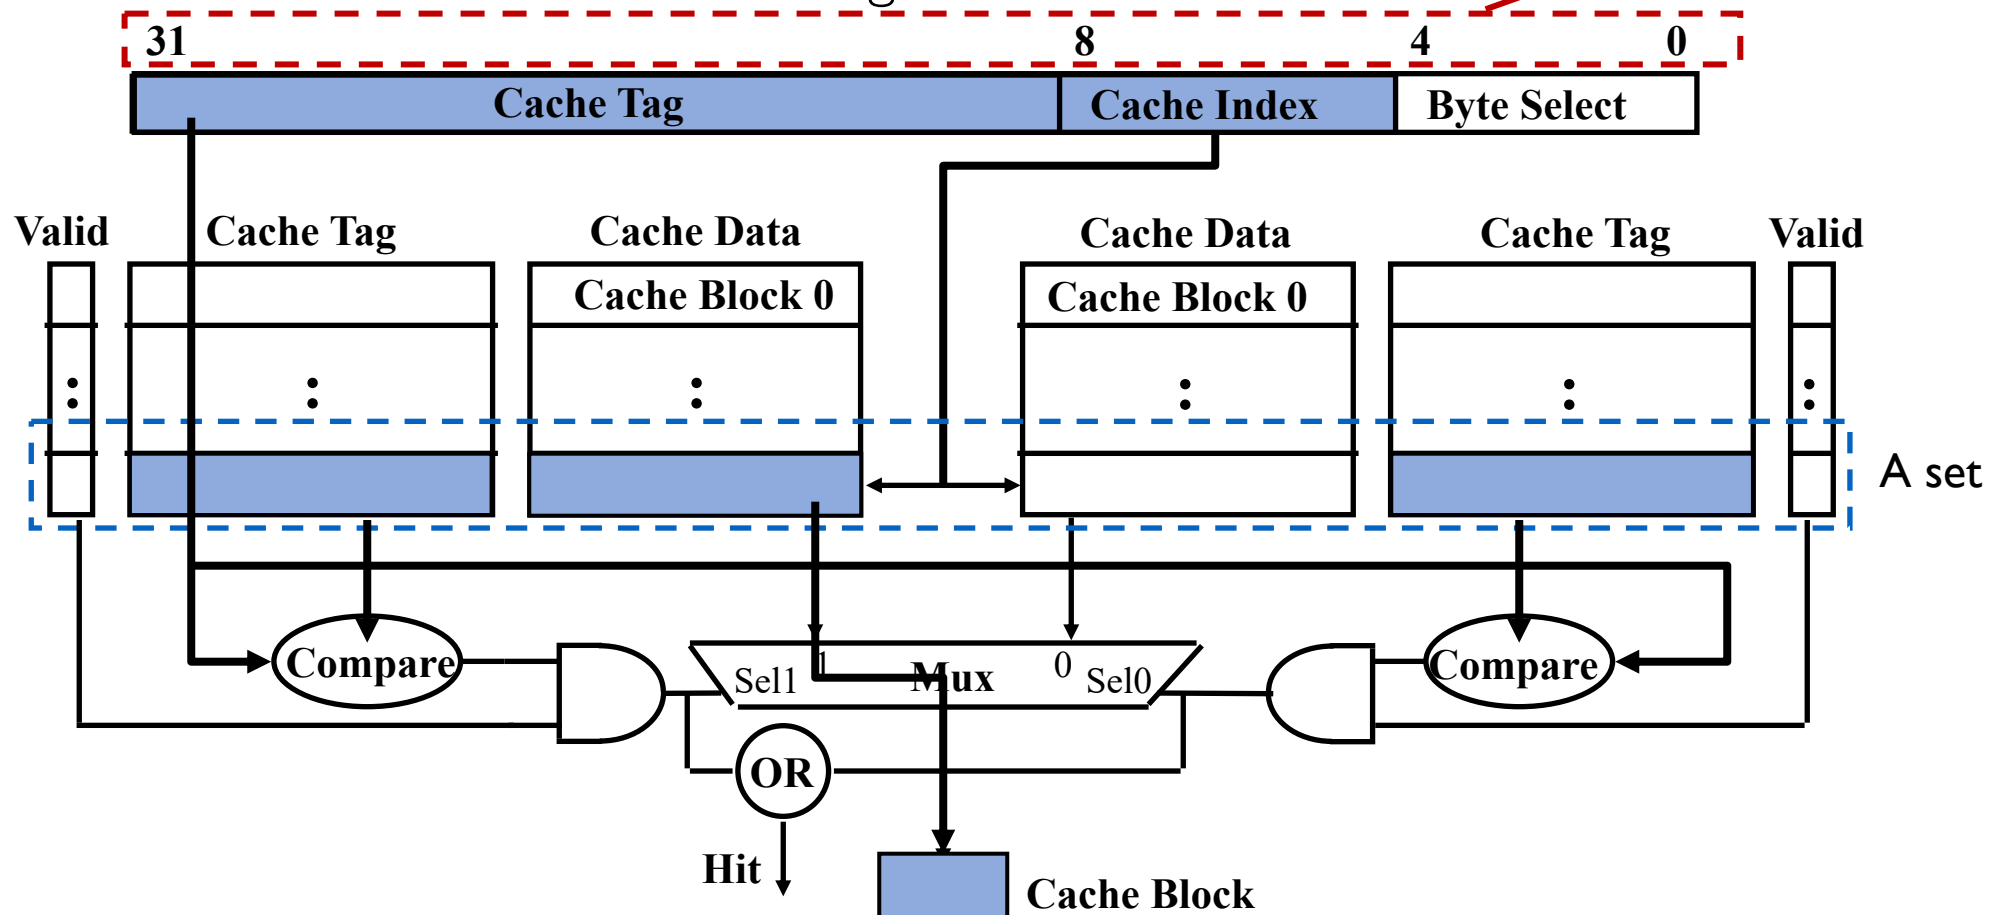 31 8 4 0
Cache Tag Cache Index Byte Select
Valid Cache Tag Cache Data Cache Data Cache Tag Valid
Cache Block 0 Cache Block 0
A set
Compare Sel1 1 Mux 0 Sel0 Compare
OR
Hit
Cache Block